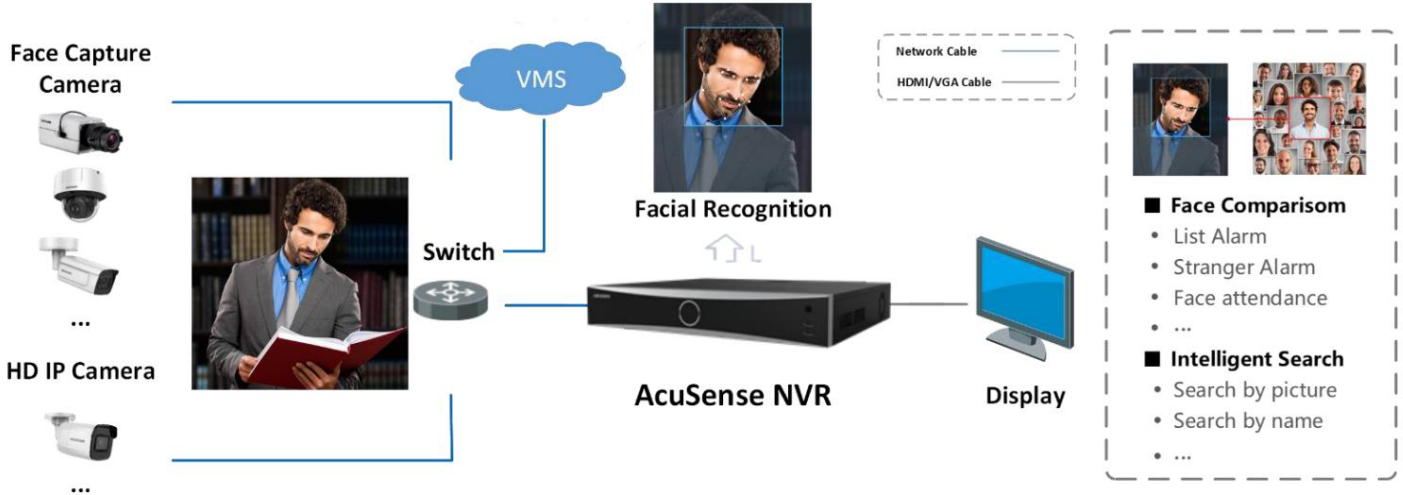 Face Capture
Camera
...
HD IP Camera
...
VMS
Switch
Facial Recognition
AcuSense NVR
Display
Network Cable
HDMI/VGA Cable
■ Face Comparisom
• List Alarm
• Stranger Alarm
• Face attendance
• ...
■ Intelligent Search
• Search by picture
• Search by name
• ...